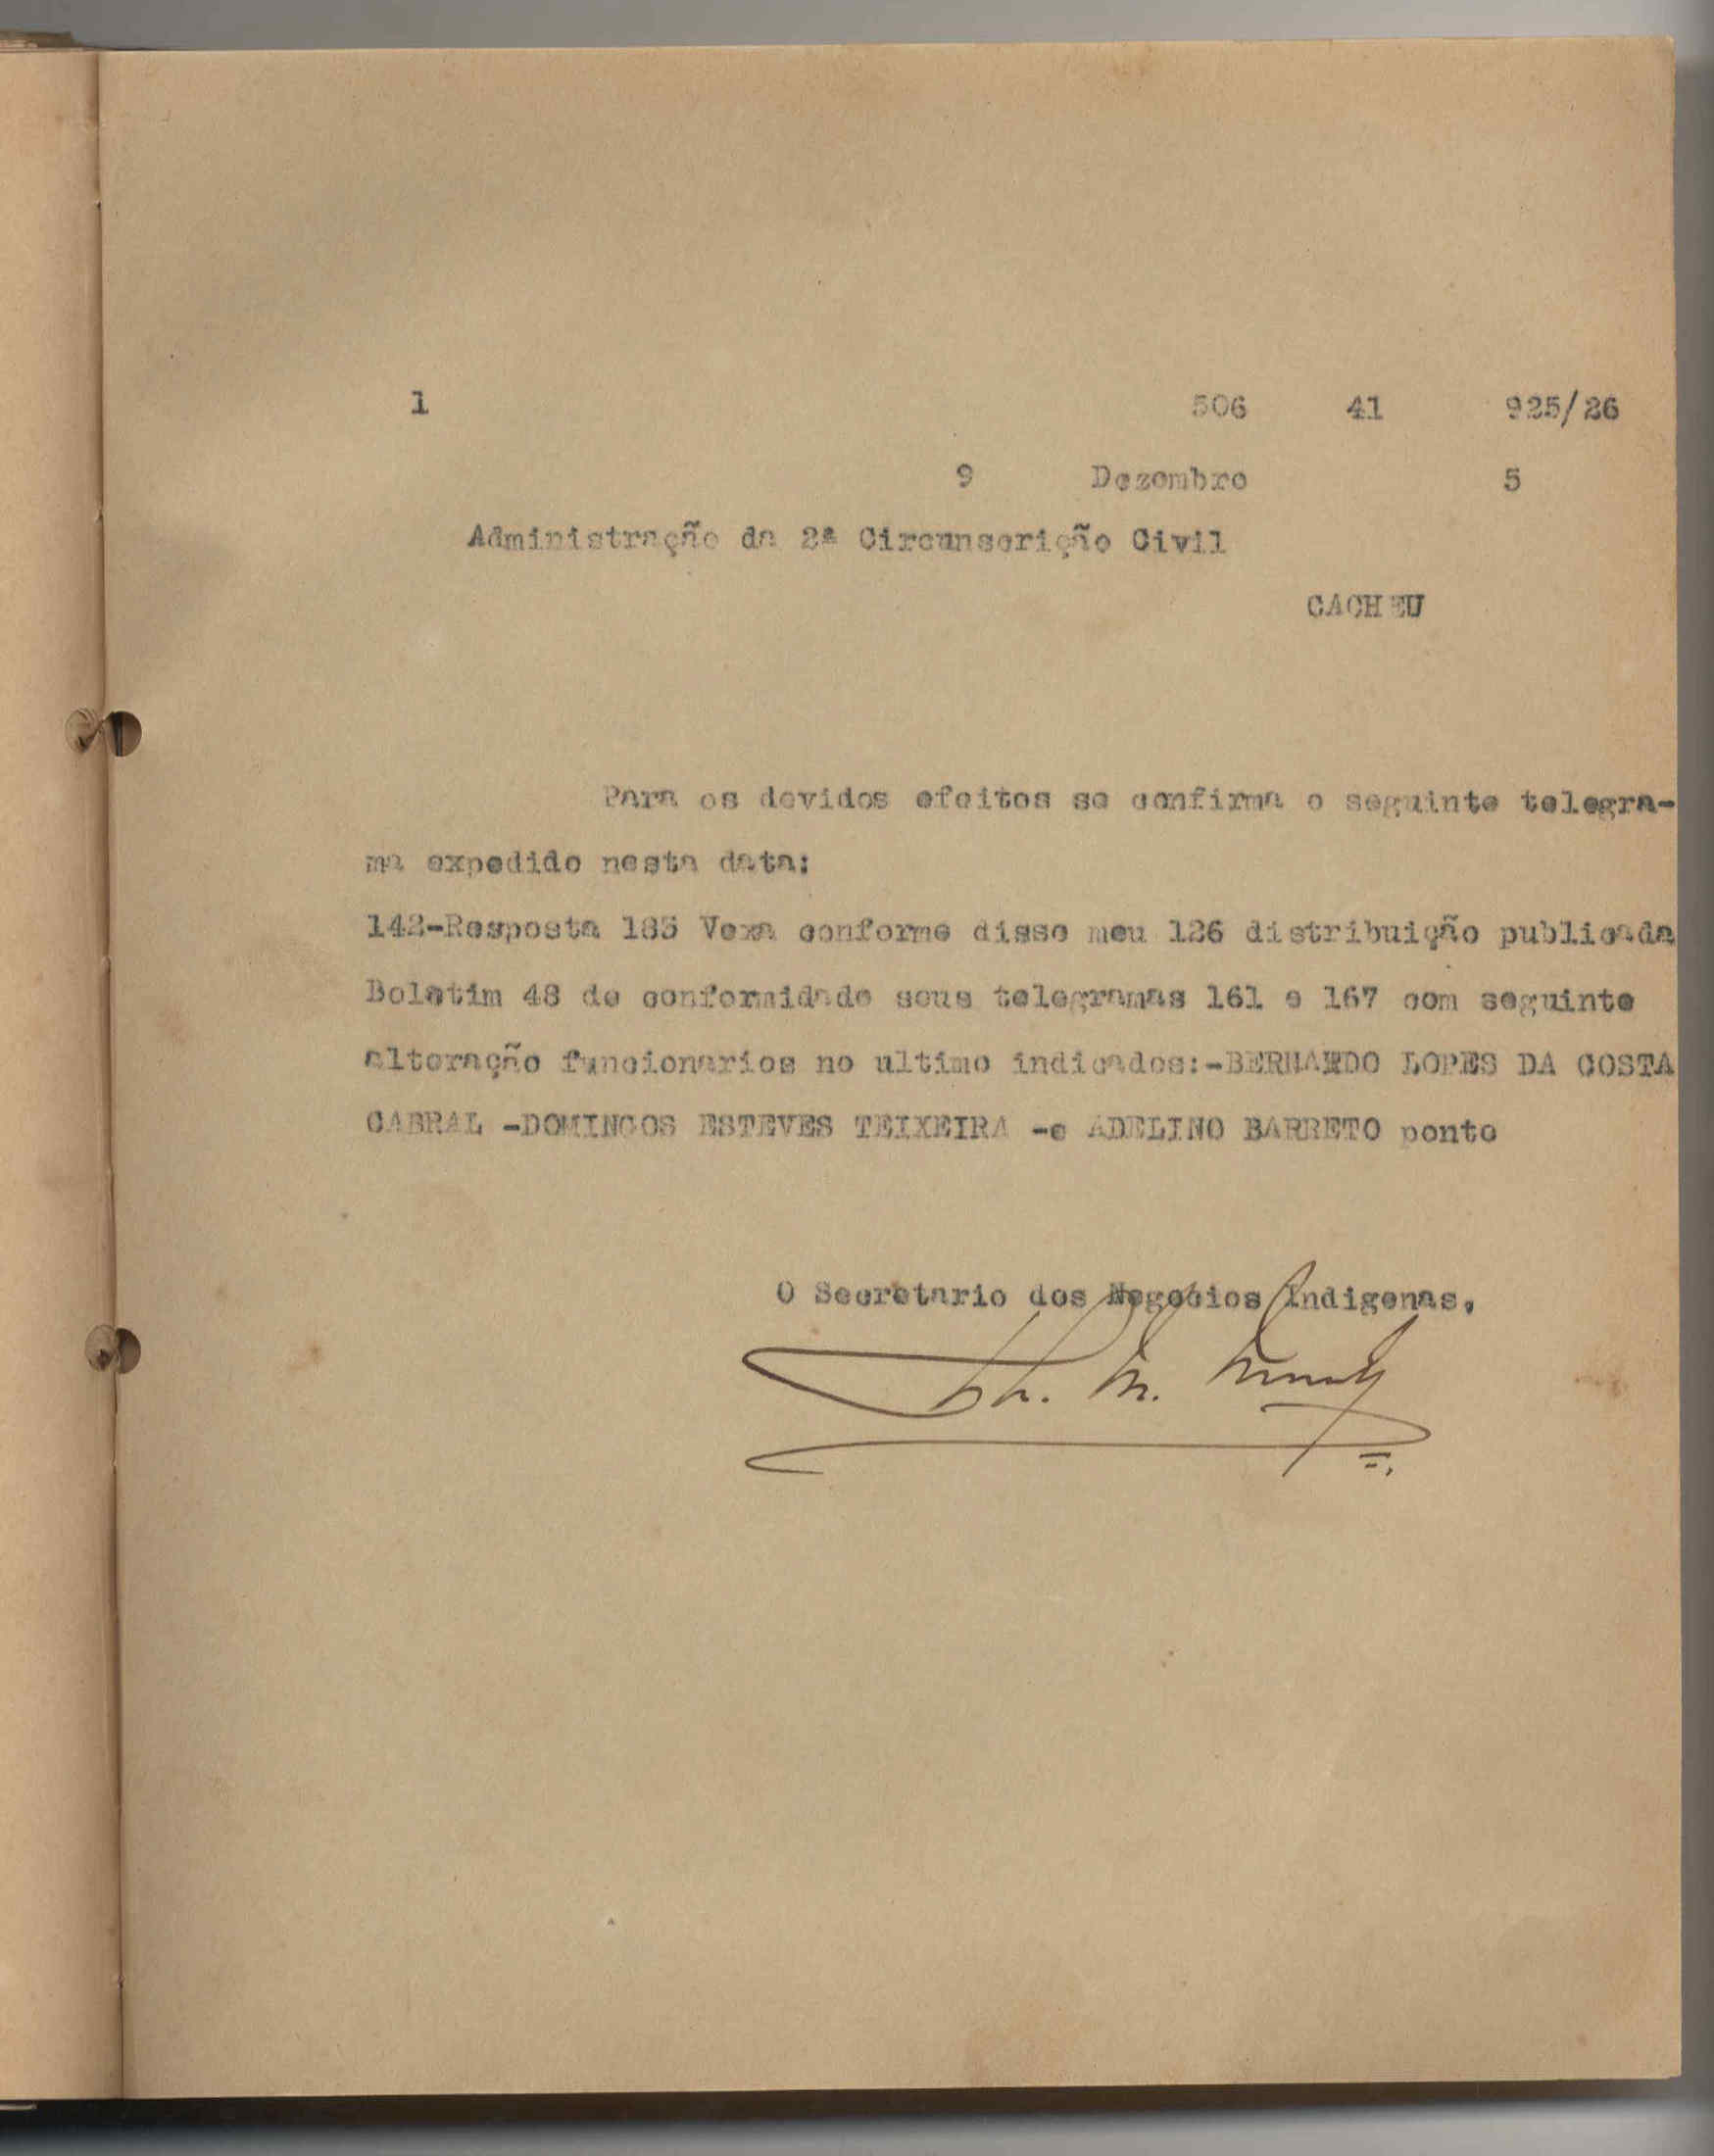 1 506 41 925/26
9 Dezembro 5
Administração da 2ª Circunscrição Civil
CACHEU
Para os devidos efeitos se confirma o seguinte telegra-
ma expedido nesta data:
142-Resposta 185 Vexa conforme disse meu 126 distribuição publicada
Boletim 48 de conformidade seus telegramas 161 e 167 com seguinte
alteração funcionarios no ultimo indicados:-BERNARDO LOPES DA COSTA
CABRAL -DOMINGOS ESTEVES TEIXEIRA -e ADELINO BARRETO ponto
O Secretario dos Negocios Indigenas,